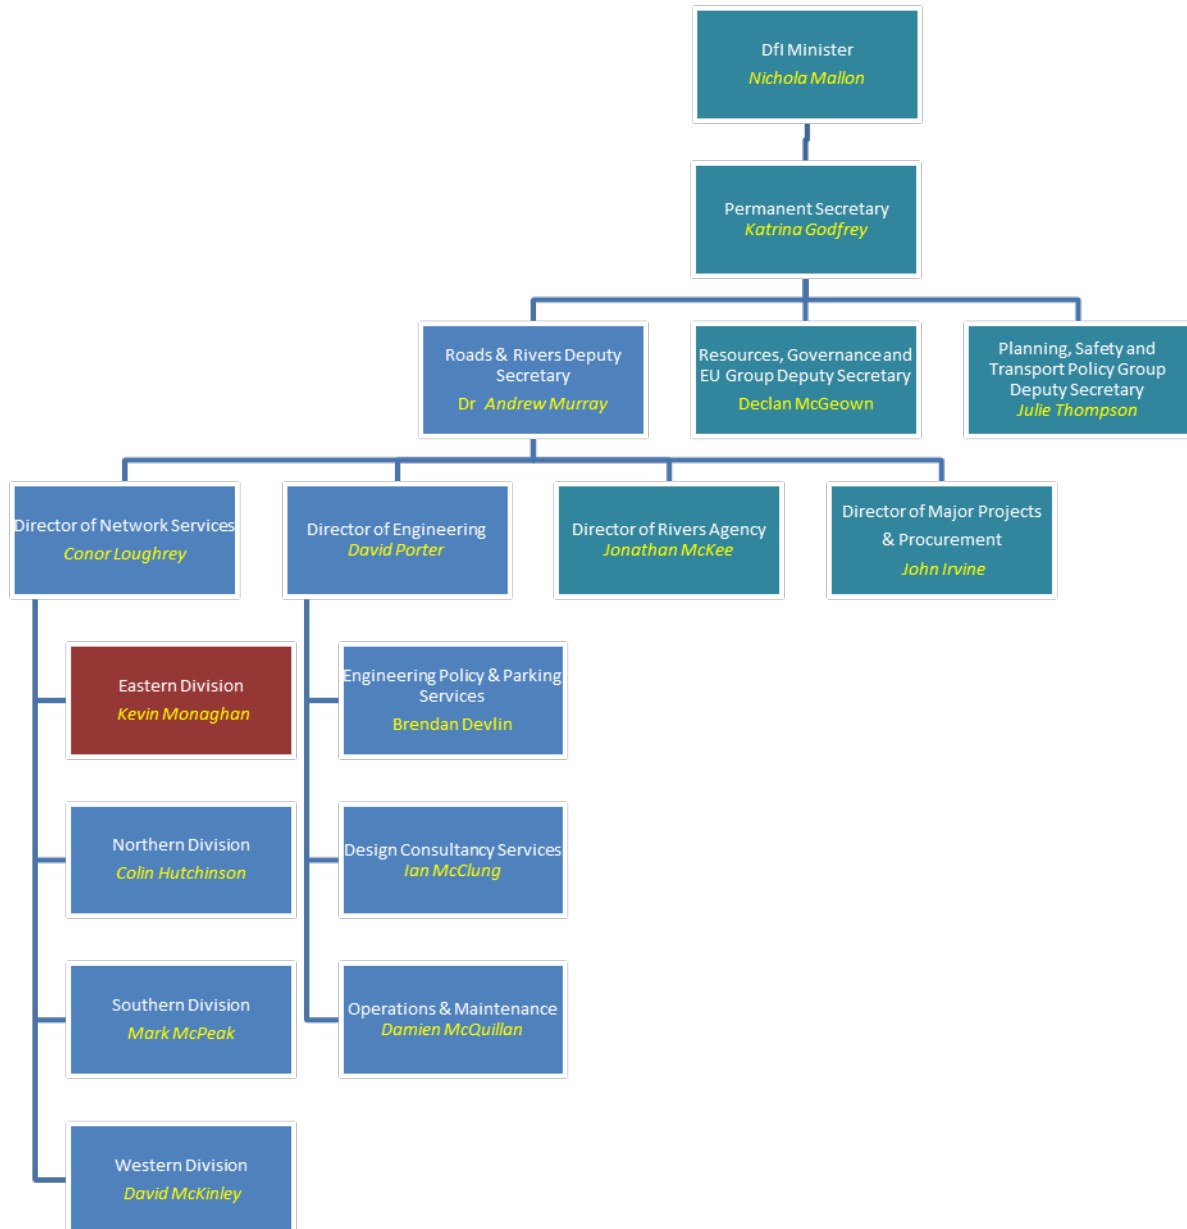 DfI Minister
Nichola Mallon
Permanent Secretary
Katrina Godfrey
Roads & Rivers Deputy
Secretary
Dr Andrew Murray
Resources, Governance and
EU Group Deputy Secretary
Declan McGeown
Planning, Safety and
Transport Policy Group
Deputy Secretary
Julie Thompson
Director of Network Services
Conor Loughrey
Director of Engineering
David Porter
Director of Rivers Agency
Jonathan McKee
Director of Major Projects
& Procurement
John Irvine
Eastern Division
Kevin Monaghan
Northern Division
Colin Hutchinson
Southern Division
Mark McPeak
Western Division
David McKinley
Engineering Policy & Parking
Services
Brendan Devlin
Design Consultancy Services
Ian McClung
Operations & Maintenance
Damien McQuillan